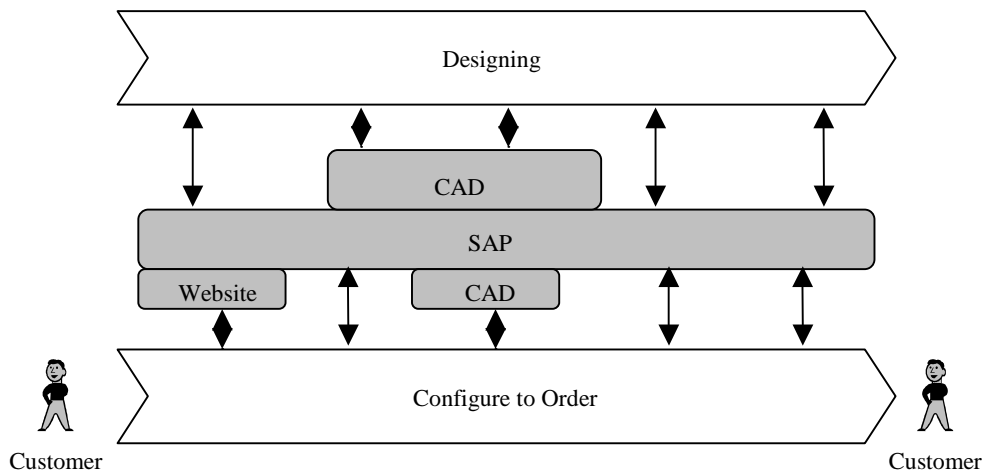 Designing
CAD
SAP
Website
CAD
Configure to Order
Customer
Customer